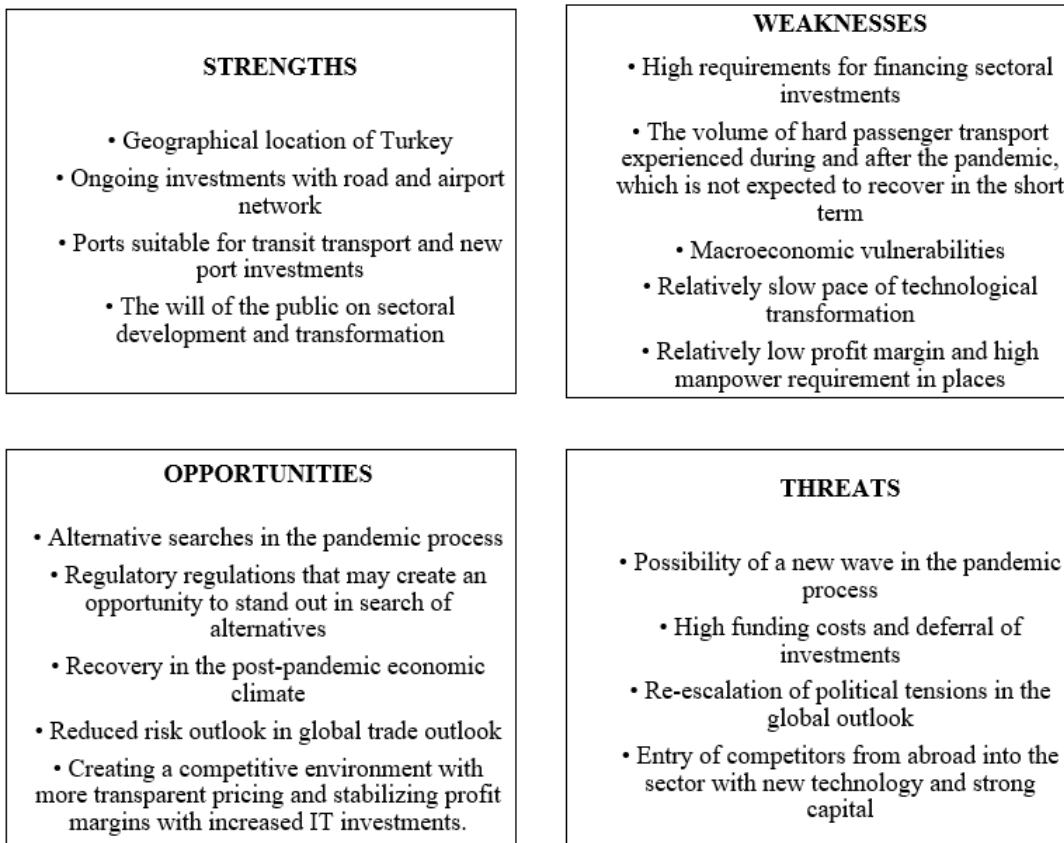 STRENGTHS
• Geographical location of Turkey
• Ongoing investments with road and airport
network
• Ports suitable for transit transport and new
port investments
• The will of the public on sectoral
development and transformation
WEAKNESSES
• High requirements for financing sectoral
investments
• The volume of hard passenger transport
experienced during and after the pandemic,
which is not expected to recover in the short
term
• Macroeconomic vulnerabilities
• Relatively slow pace of technological
transformation
• Relatively low profit margin and high
manpower requirement in places
OPPORTUNITIES
• Alternative searches in the pandemic process
• Regulatory regulations that may create an
opportunity to stand out in search of
alternatives
• Recovery in the post-pandemic economic
climate
• Reduced risk outlook in global trade outlook
• Creating a competitive environment with
more transparent pricing and stabilizing profit
margins with increased IT investments.
THREATS
• Possibility of a new wave in the pandemic
process
• High funding costs and deferral of
investments
• Re-escalation of political tensions in the
global outlook
• Entry of competitors from abroad into the
sector with new technology and strong
capital